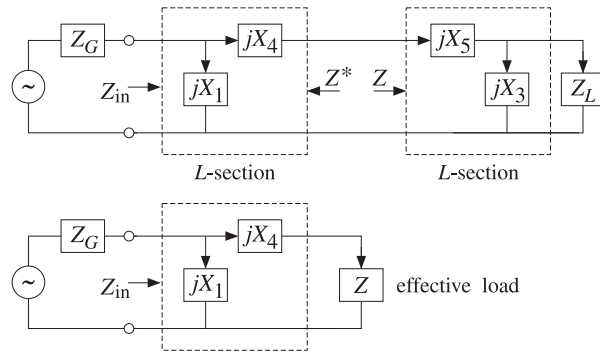 Z_G
jX_4
jX_5
~
Z_in
jX_1
Z*
Z
jX_3
Z_L
L-section
L-section
Z_G
jX_4
~
Z_in
jX_1
Z
effective load